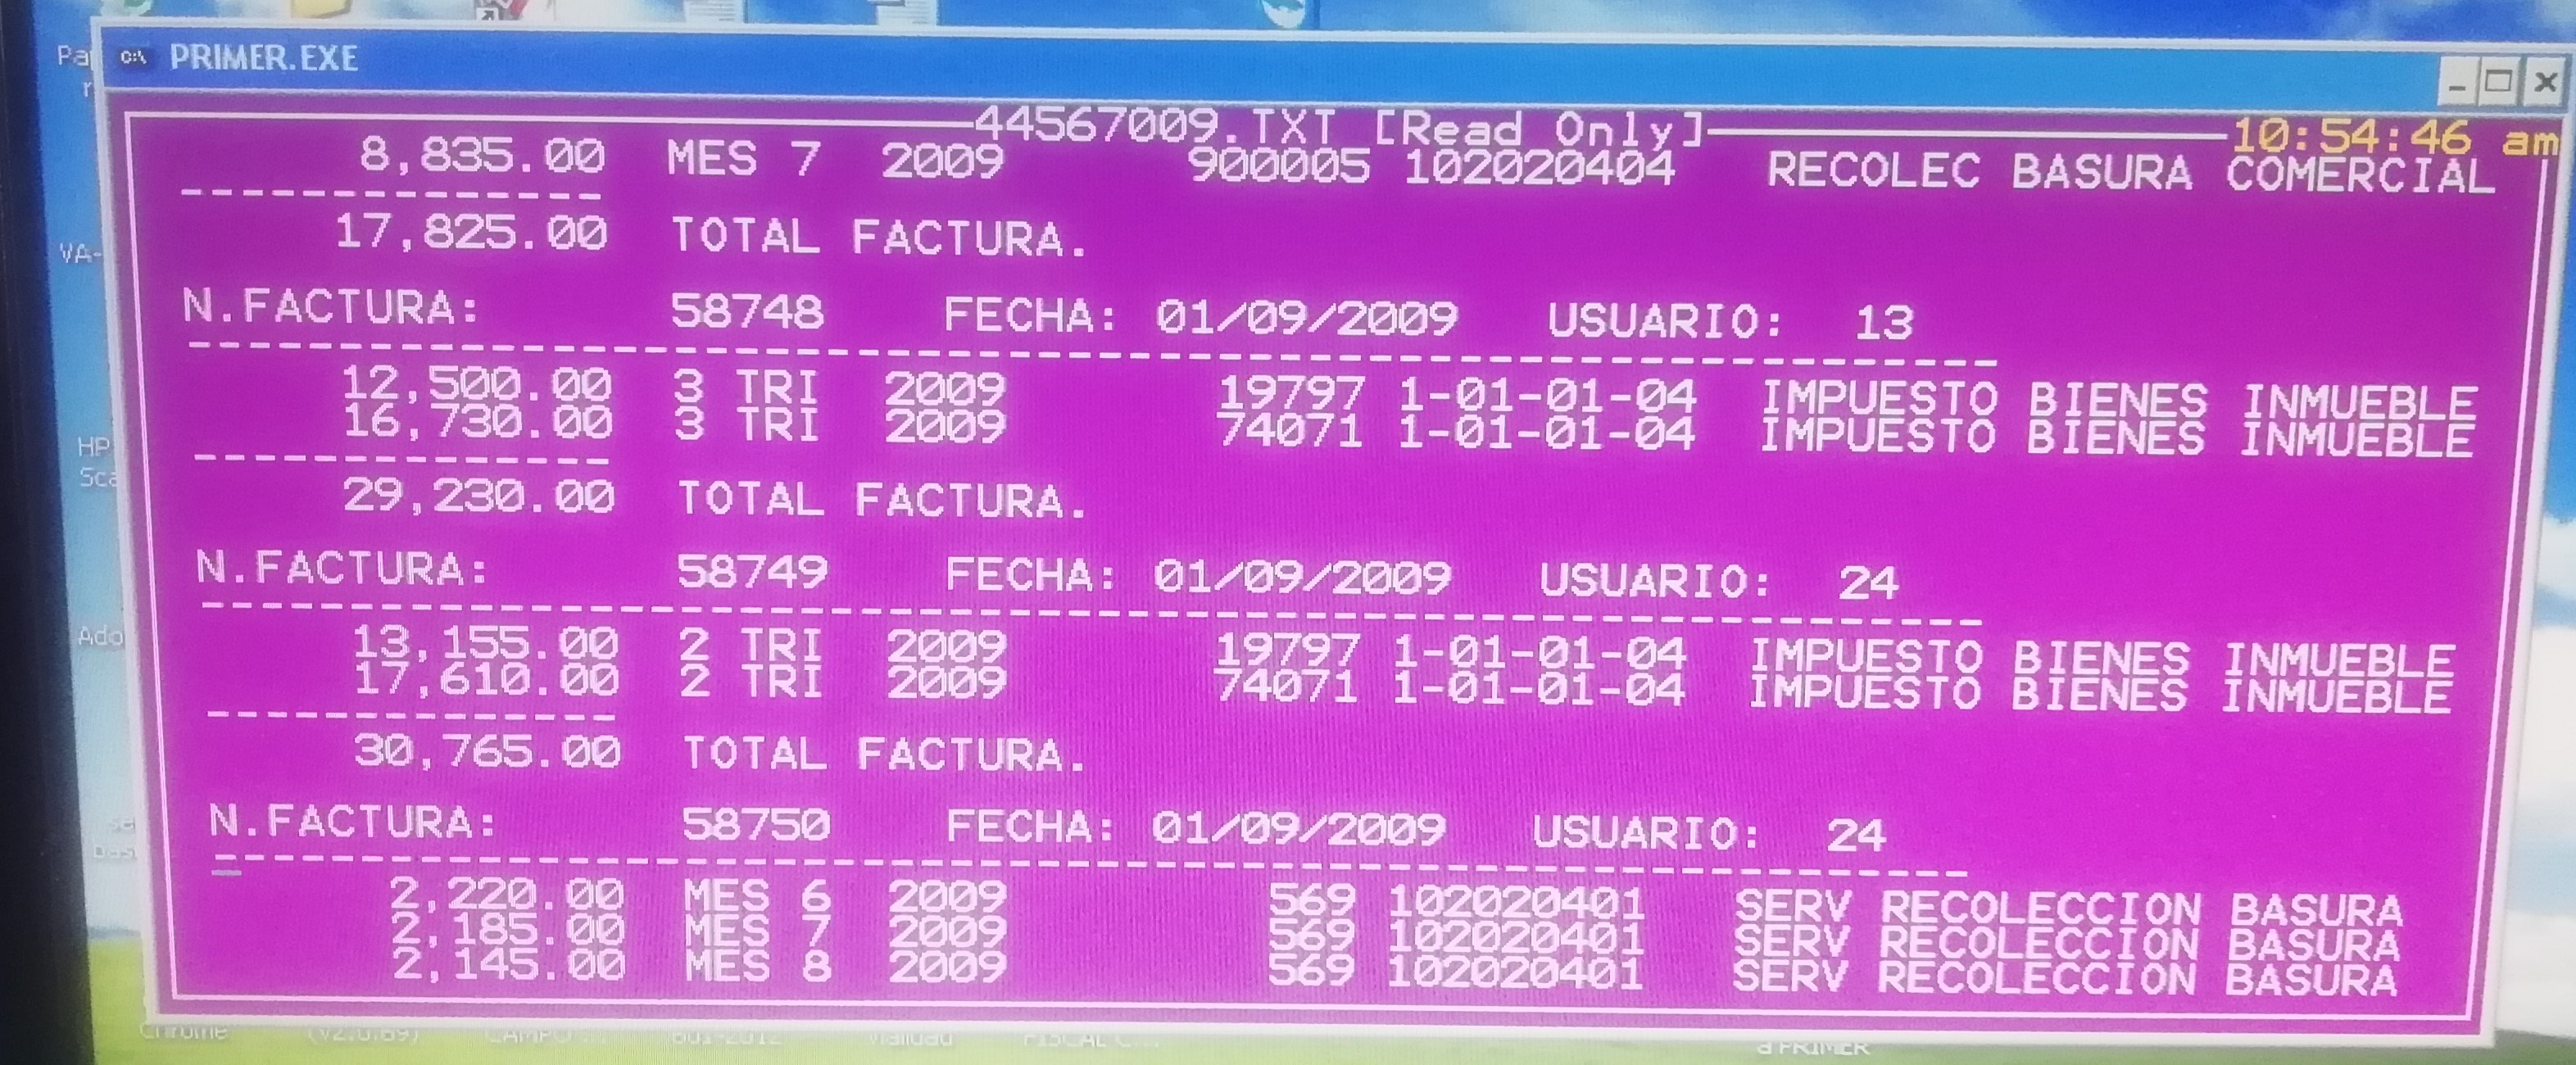 PRIMER.EXE
44567009.TXT [Read Only] 10:54:46 am
8,835.00 MES 7 2009 900005 102020404 RECOLEC BASURA COMERCIAL
--------------
17,825.00 TOTAL FACTURA.
N.FACTURA: 58748 FECHA: 01/09/2009 USUARIO: 13
------------------------------------------------------------
12,500.00 3 TRI 2009 19797 1-01-01-04 IMPUESTO BIENES INMUEBLE
16,730.00 3 TRI 2009 74071 1-01-01-04 IMPUESTO BIENES INMUEBLE
--------------
29,230.00 TOTAL FACTURA.
N.FACTURA: 58749 FECHA: 01/09/2009 USUARIO: 24
------------------------------------------------------------
13,155.00 2 TRI 2009 19797 1-01-01-04 IMPUESTO BIENES INMUEBLE
17,610.00 2 TRI 2009 74071 1-01-01-04 IMPUESTO BIENES INMUEBLE
--------------
30,765.00 TOTAL FACTURA.
N.FACTURA: 58750 FECHA: 01/09/2009 USUARIO: 24
------------------------------------------------------------
2,220.00 MES 6 2009 569 102020401 SERV RECOLECCION BASURA
2,185.00 MES 7 2009 569 102020401 SERV RECOLECCION BASURA
2,145.00 MES 8 2009 569 102020401 SERV RECOLECCION BASURA
HP
Chrome
a PRIMER